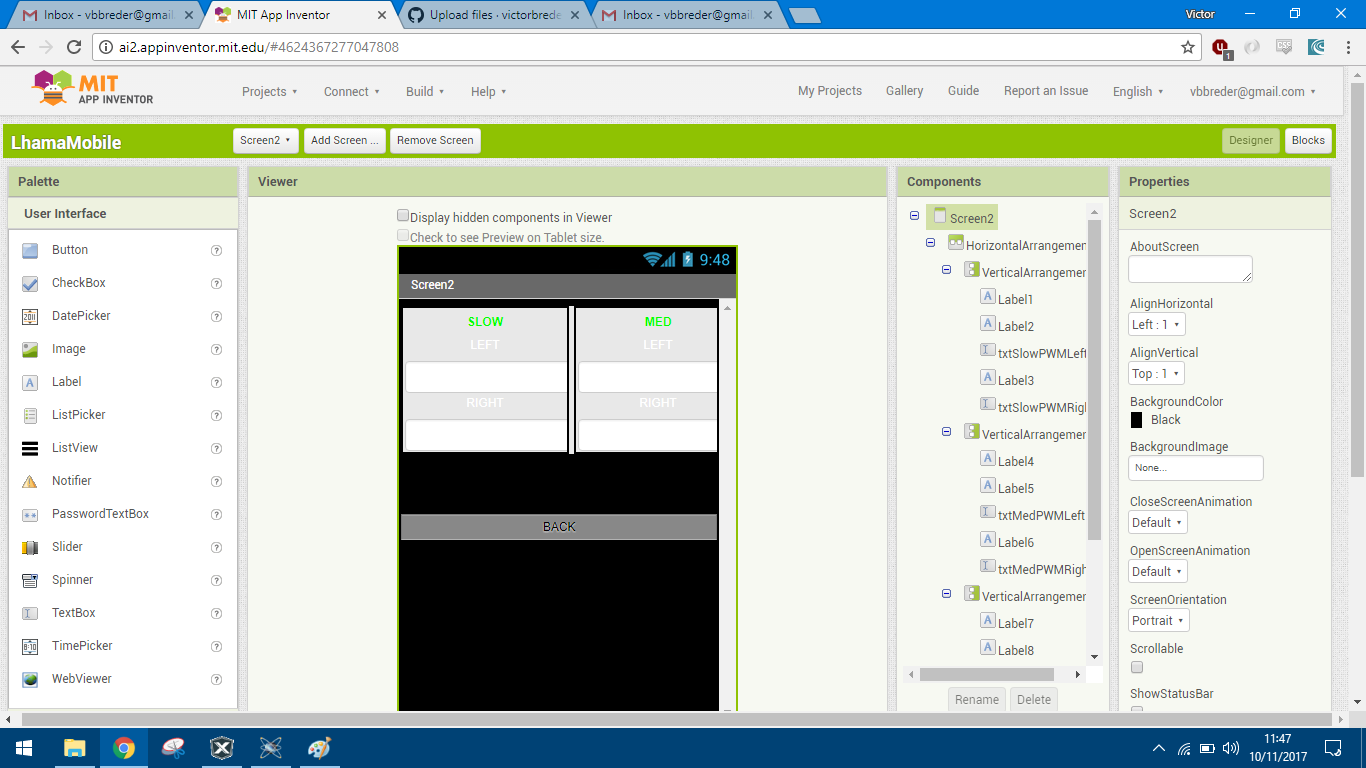 Inbox - vbbreder@gmail
MIT App Inventor
Upload files · victorbrede
Inbox - vbbreder@gmail
Victor
ai2.appinventor.mit.edu/#4624367277047808
1
MIT
APP INVENTOR
Projects
Connect
Build
Help
My Projects
Gallery
Guide
Report an Issue
English
vbbreder@gmail.com
LhamaMobile
Screen2
Add Screen ...
Remove Screen
Designer
Blocks
Palette
User Interface
Button
CheckBox
DatePicker
Image
Label
ListPicker
ListView
Notifier
PasswordTextBox
Slider
Spinner
TextBox
TimePicker
WebViewer
Viewer
Display hidden components in Viewer
Check to see Preview on Tablet size.
9:48
Screen2
SLOW
MED
LEFT
LEFT
RIGHT
RIGHT
BACK
Components
Screen2
HorizontalArrangemen
VerticalArrangemen
Label1
Label2
txtSlowPWMLeft
Label3
txtSlowPWMRigh
VerticalArrangemen
Label4
Label5
txtMedPWMLeft
Label6
txtMedPWMRigh
VerticalArrangemen
Label7
Label8
Rename
Delete
Properties
Screen2
AboutScreen
AlignHorizontal
Left : 1
AlignVertical
Top : 1
BackgroundColor
Black
BackgroundImage
None...
CloseScreenAnimation
Default
OpenScreenAnimation
Default
ScreenOrientation
Portrait
Scrollable
ShowStatusBar
11:47
10/11/2017